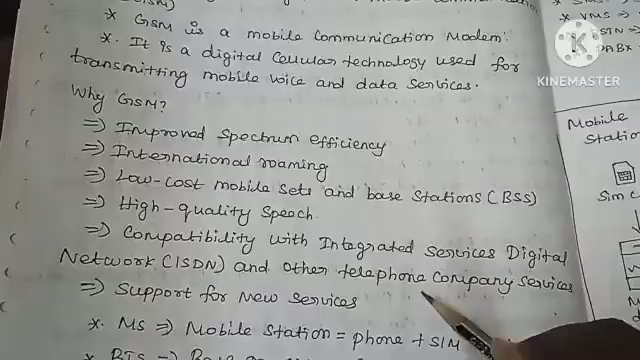 * GSM is a mobile Communication Modem.
*. It is a digital Cellular technology used for
transmitting mobile voice and data services.
Why GSM?
⇒ Improved Spectrum efficiency
⇒ International roaming
⇒ Low-cost mobile sets and base Stations (BSS)
⇒ High-quality Speech
⇒ Compatibility with Integrated Services Digital
Network (ISDN) and other telephone Company services
⇒ Support for New Services
*. MS ⇒ Mobile Station = phone + SIM
* VMS ⇒
KINEMASTER
Mobile
Station
Sim